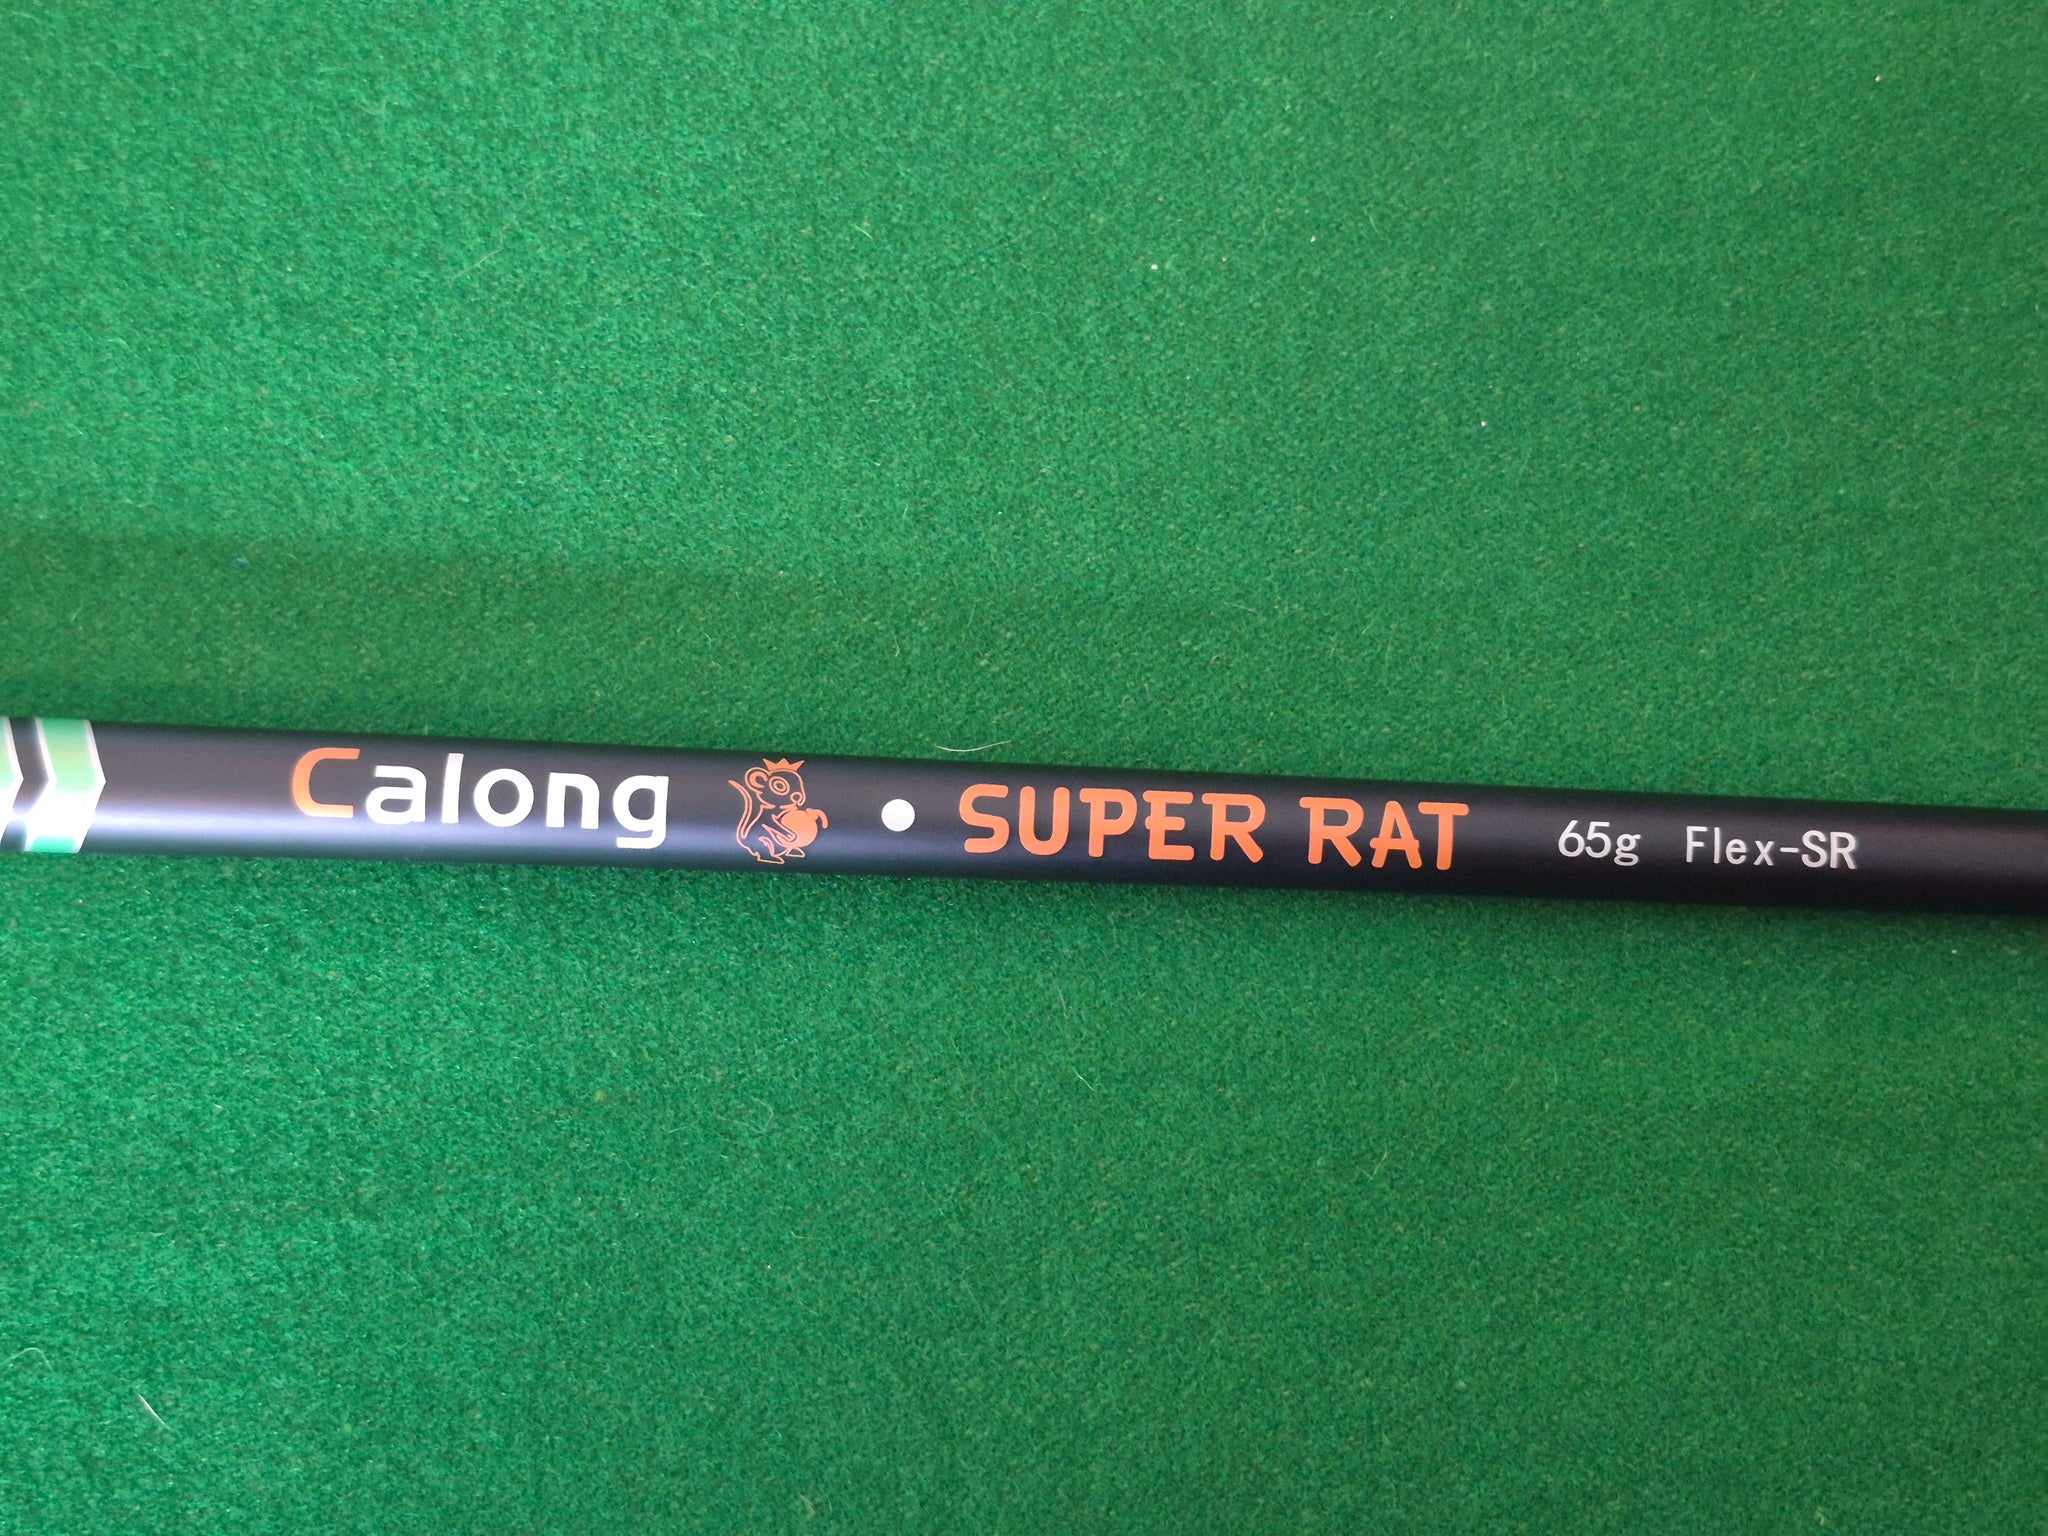 Calong SUPER RAT 65g Flex-SR